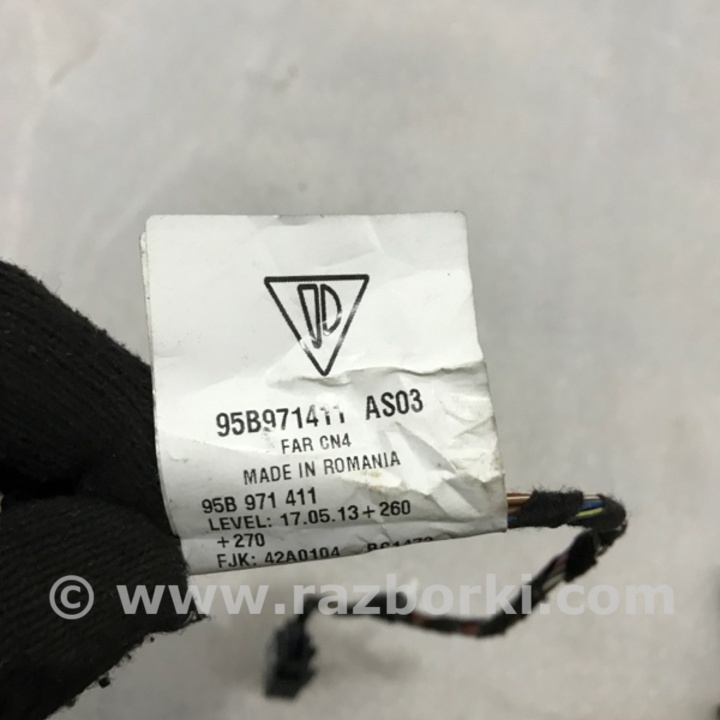 95B971411 AS03
FAR CN4
MADE IN ROMANIA
95B 971 411
LEVEL: 17.05.13+260
+270
FJK: 42A0104
© www.razborki.com